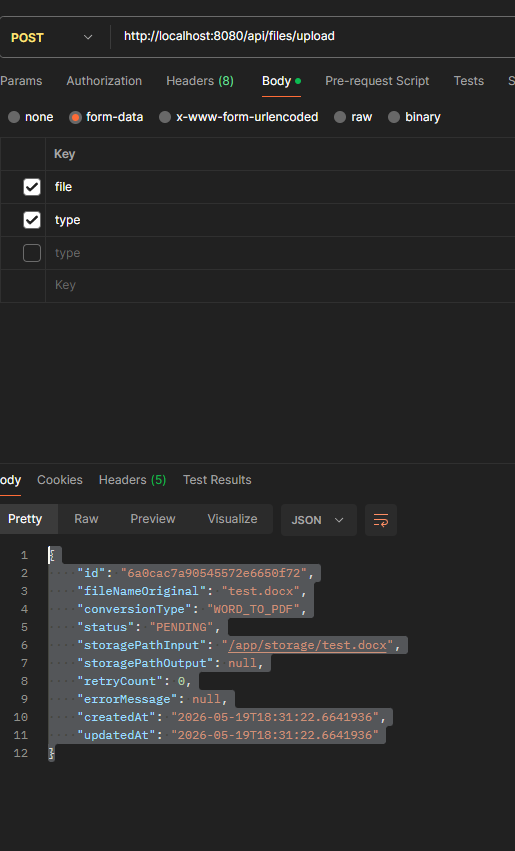 POST http://localhost:8080/api/files/upload
Params Authorization Headers (8) Body Pre-request Script Tests S
none form-data x-www-form-urlencoded raw binary
Key
file
type
type
Key
ody Cookies Headers (5) Test Results
Pretty Raw Preview Visualize JSON
1 {
2 "id": "6a0cac7a90545572e6650f72",
3 "fileNameOriginal": "test.docx",
4 "conversionType": "WORD_TO_PDF",
5 "status": "PENDING",
6 "storagePathInput": "/app/storage/test.docx",
7 "storagePathOutput": null,
8 "retryCount": 0,
9 "errorMessage": null,
10 "createdAt": "2026-05-19T18:31:22.6641936",
11 "updatedAt": "2026-05-19T18:31:22.6641936"
12 }